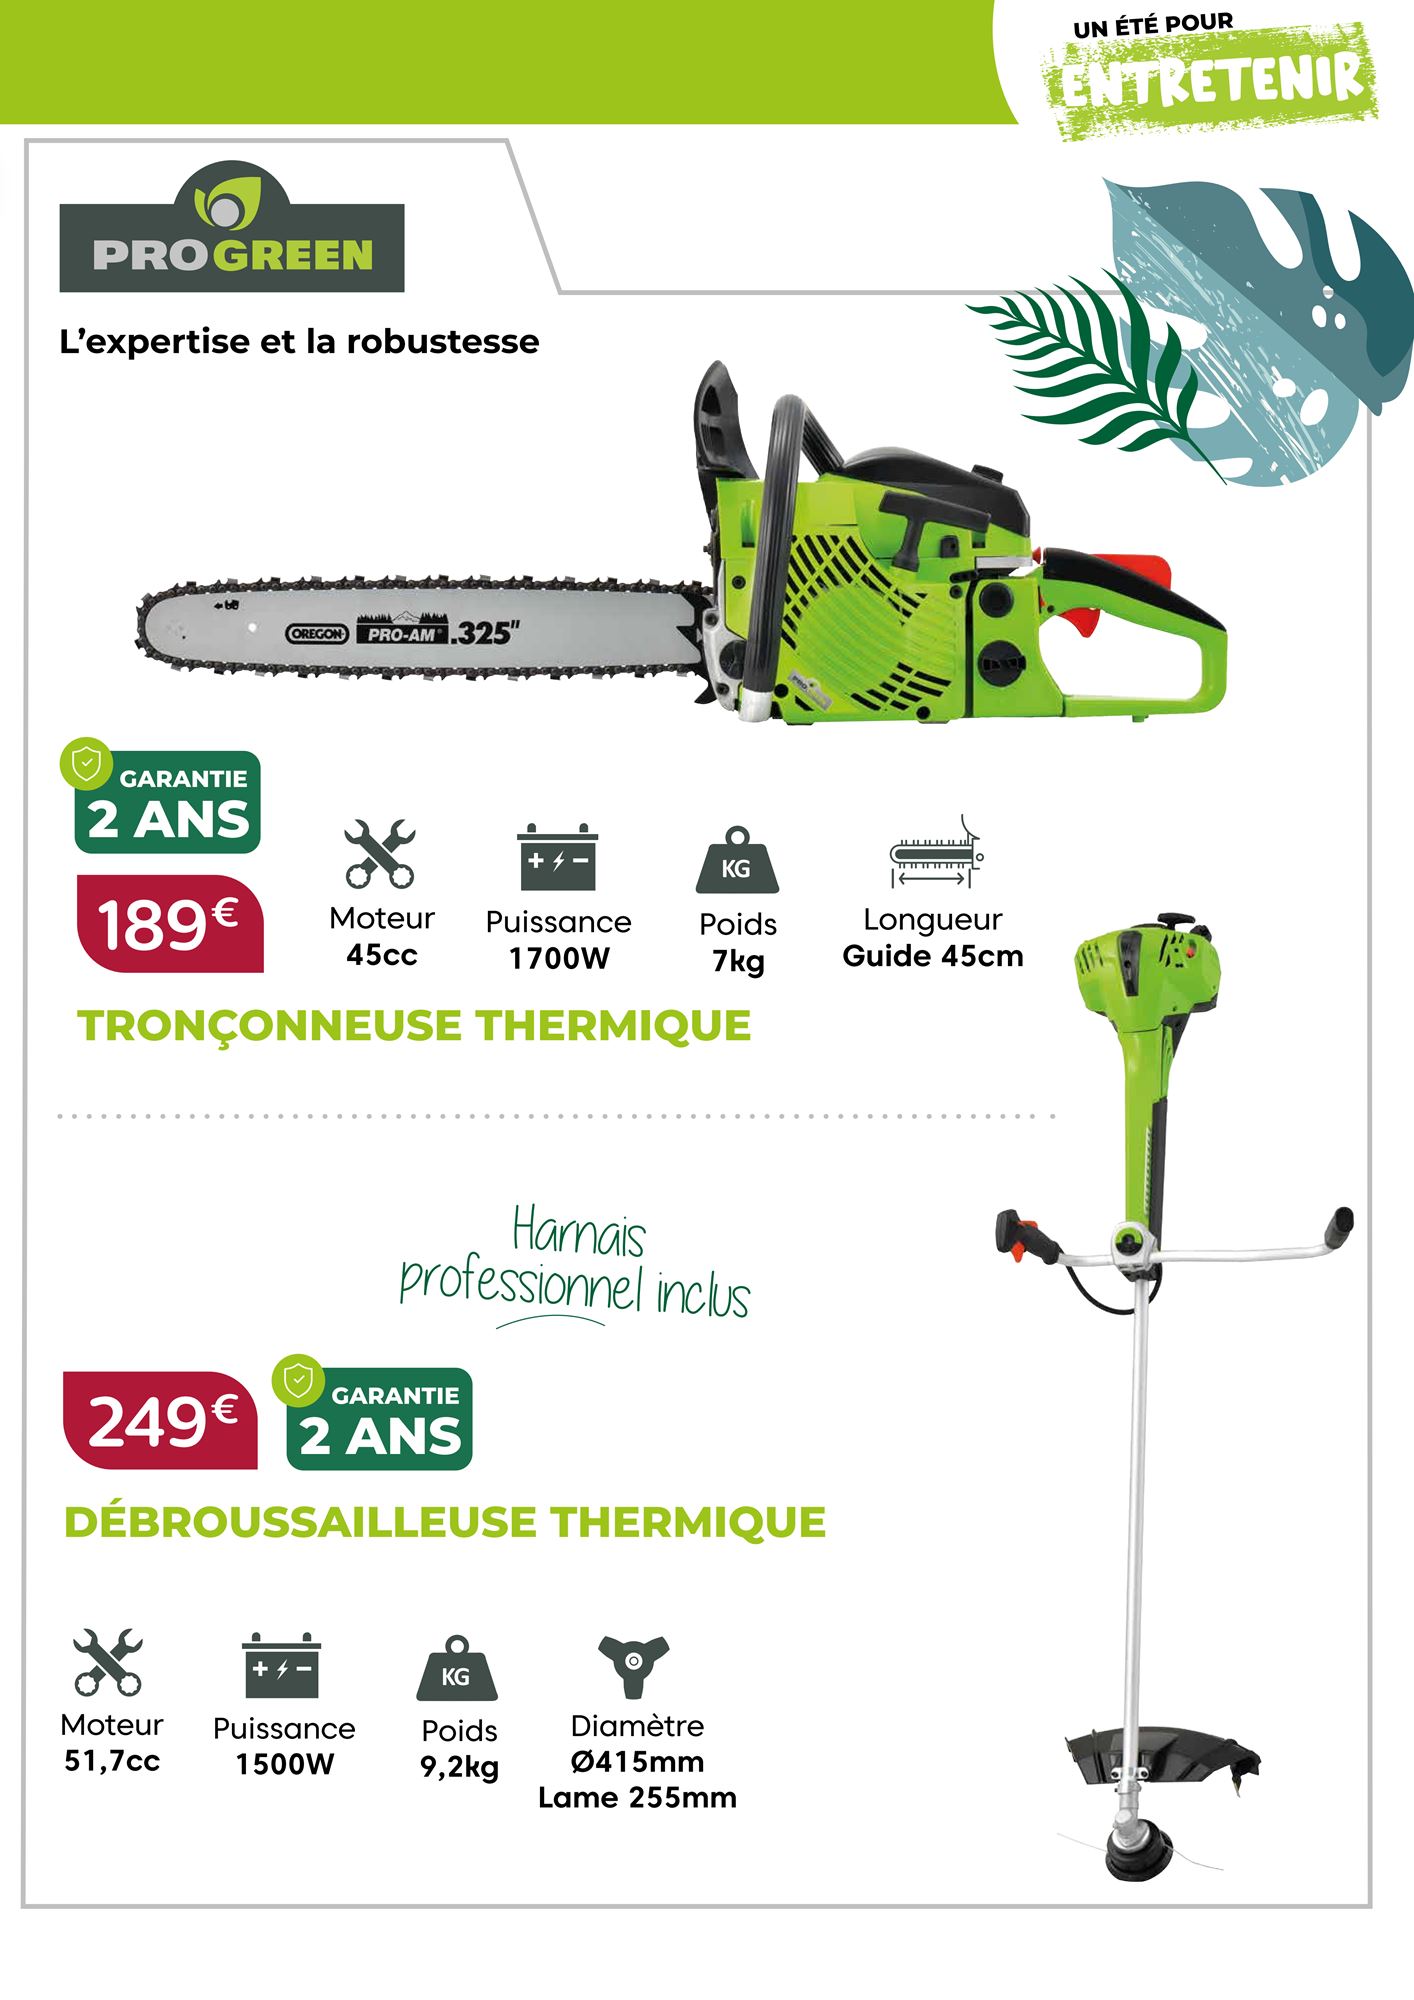 UN ÉTÉ POUR
ENTRETENIR
PROGREEN
L'expertise et la robustesse
OREGON PRO-AM .325"
GARANTIE
2 ANS
189€
Moteur
45cc
Puissance
1700W
KG
Poids
7kg
Longueur
Guide 45cm
TRONÇONNEUSE THERMIQUE
Harnais
professionnel inclus
249€
GARANTIE
2 ANS
DÉBROUSSAILLEUSE THERMIQUE
Moteur
51,7cc
Puissance
1500W
KG
Poids
9,2kg
Diamètre
Ø415mm
Lame 255mm